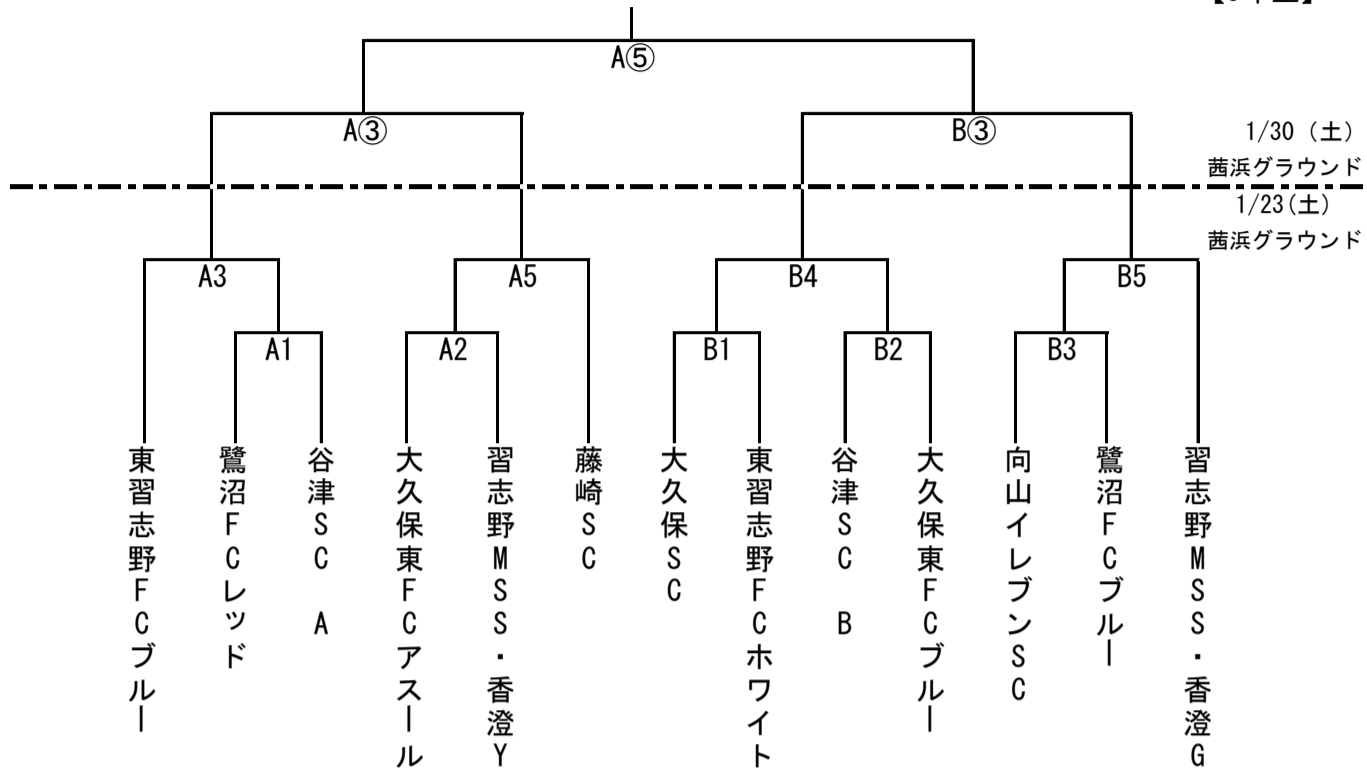 A⑤
A③
B③
1/30 (土)
茜浜グラウンド
1/23(土)
茜浜グラウンド
A3
A5
B4
B5
A1
A2
B1
B2
B3
東習志野FCブルー
鷺沼FCレッド
谷津SC A
大久保東FCアスール
習志野MSS・香澄Y
藤崎SC
大久保SC
東習志野FCホワイト
谷津SC B
大久保東FCブルー
向山イレブンSC
鷺沼FCブルー
習志野MSS・香澄G